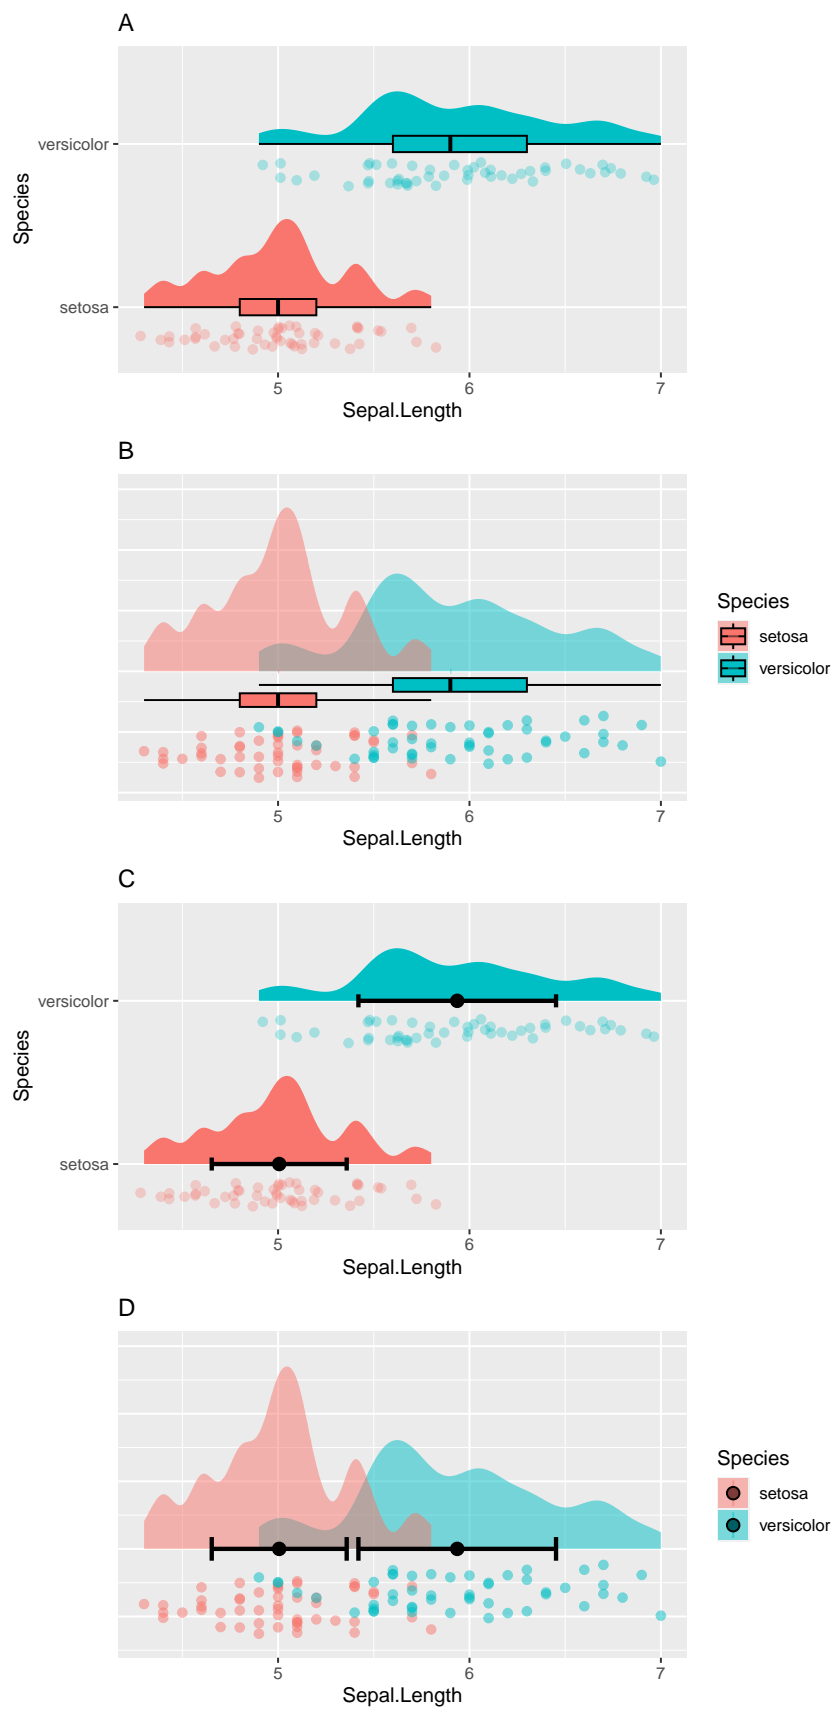 A
Species
versicolor
setosa
5 6 7
Sepal.Length
B
Species
setosa
versicolor
5 6 7
Sepal.Length
C
Species
versicolor
setosa
5 6 7
Sepal.Length
D
Species
setosa
versicolor
5 6 7
Sepal.Length